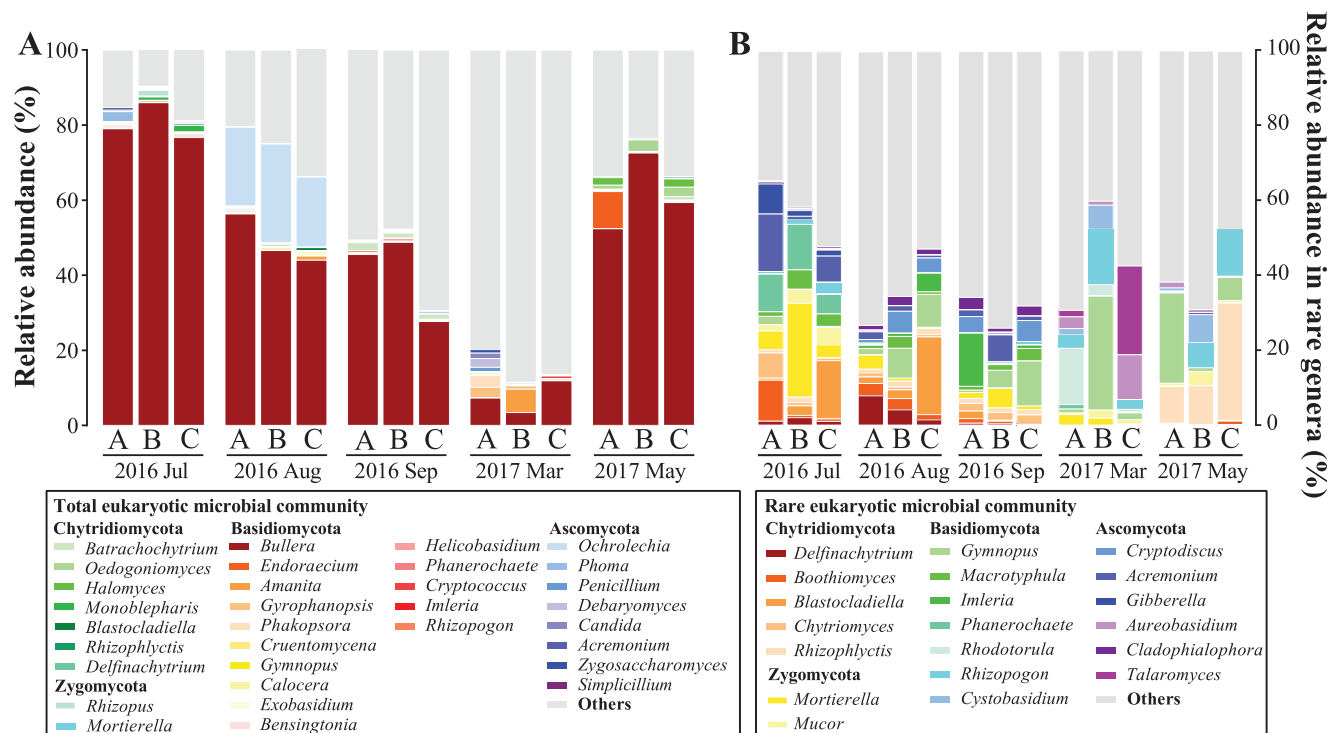 A
B
Relative abundance (%)
100
80
60
40
20
0
A B C A B C A B C A B C A B C
2016 Jul 2016 Aug 2016 Sep 2017 Mar 2017 May
A B C A B C A B C A B C A B C
2016 Jul 2016 Aug 2016 Sep 2017 Mar 2017 May
100
80
60
40
20
0
Relative abundance in rare genera (%)
Total eukaryotic microbial community
Chytridiomycota
Batrachochytrium
Oedogoniomyces
Halomyces
Monoblepharis
Blastocladiella
Rhizophlyctis
Delfinachytrium
Zygomycota
Rhizopus
Mortierella
Basidiomycota
Bullera
Endoraecium
Amanita
Gyrophanopsis
Phakopsora
Cruentomycena
Gymnopus
Calocera
Exobasidium
Bensingtonia
Helicobasidium
Phanerochaete
Cryptococcus
Imleria
Rhizopogon
Ascomycota
Ochrolechia
Phoma
Penicillium
Debaryomyces
Candida
Acremonium
Zygosaccharomyces
Simplicillium
Others
Rare eukaryotic microbial community
Chytridiomycota
Delfinachytrium
Boothiomyces
Blastocladiella
Chytriomyces
Rhizophlyctis
Zygomycota
Mortierella
Mucor
Basidiomycota
Gymnopus
Macrotyphula
Imleria
Phanerochaete
Rhodotorula
Rhizopogon
Cystobasidium
Ascomycota
Cryptodiscus
Acremonium
Gibberella
Aureobasidium
Cladophialophora
Talaromyces
Others